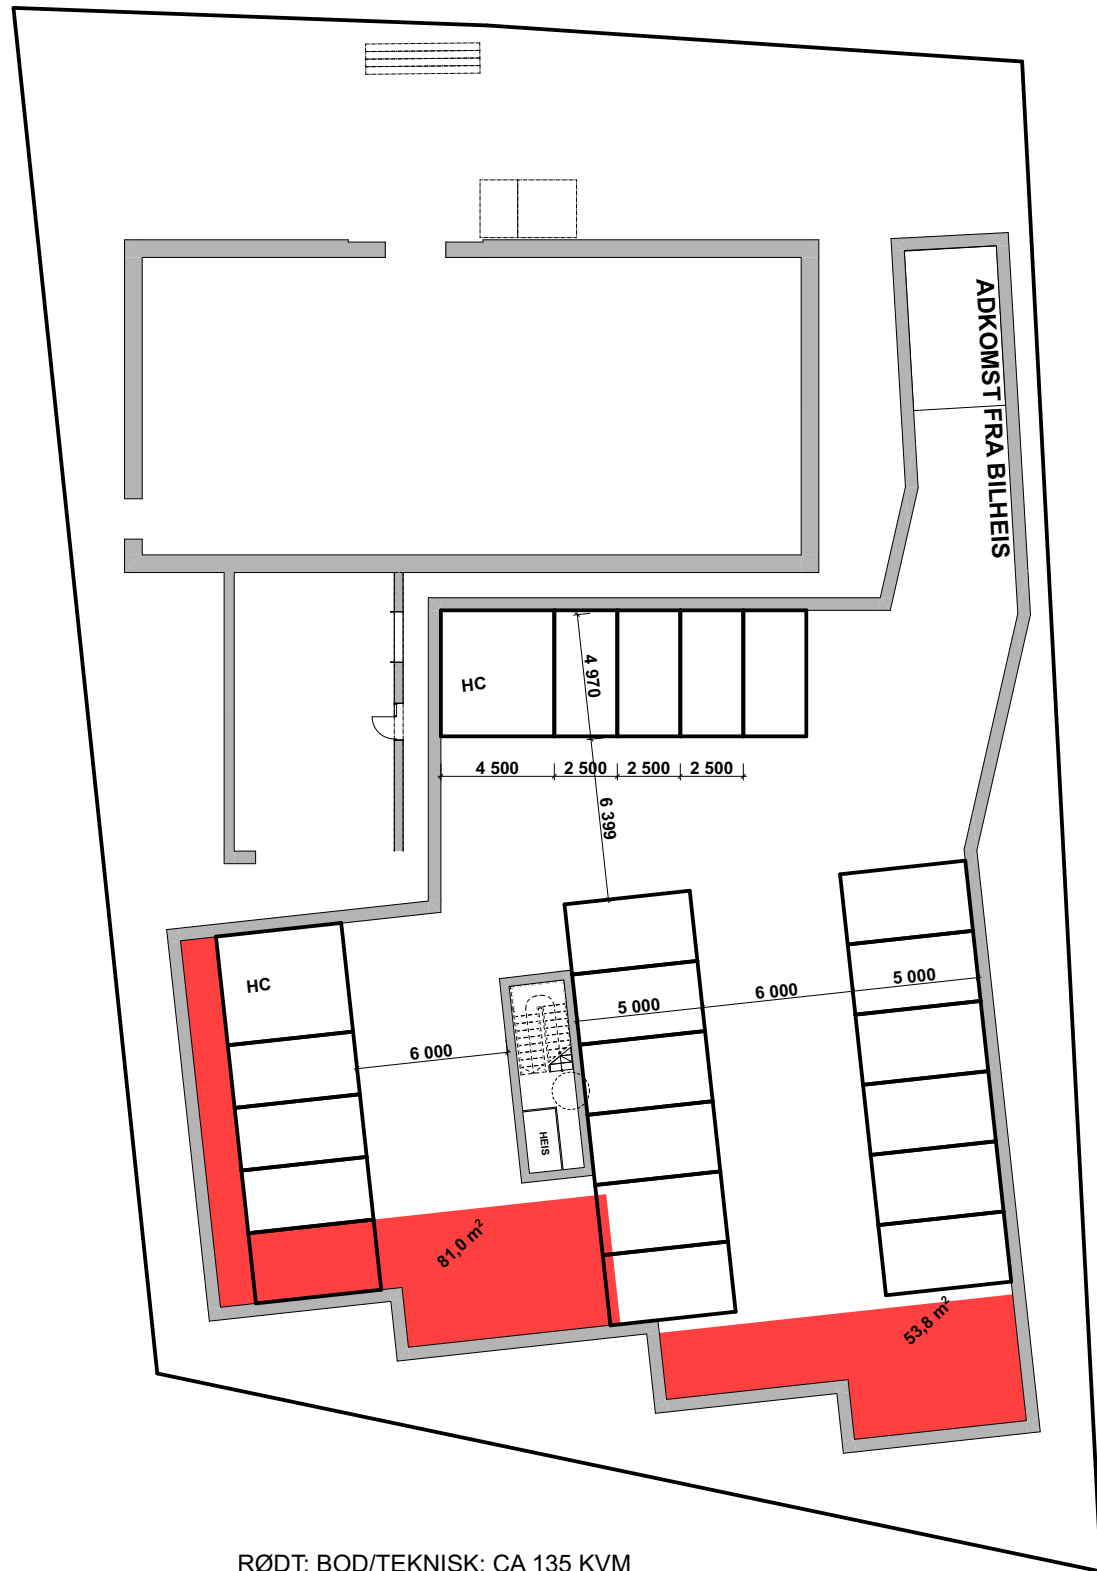 ADKOMST FRA BILHEIS
HC
4 970
4 500
2 500
2 500
2 500
6 399
HC
5 000
6 000
5 000
6 000
HEIS
81,0 m²
53,8 m²
RØDT: BOD/TEKNISK: CA 135 KVM